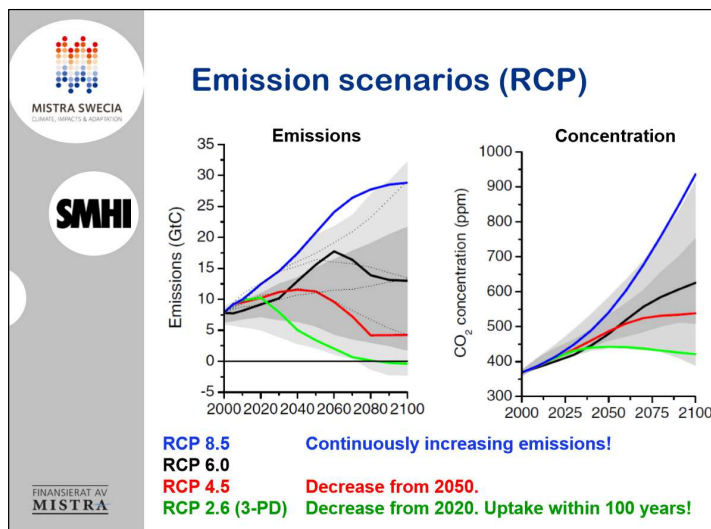 MISTRA SWECIA
CLIMATE, IMPACTS & ADAPTATION
SMHI
FINANSIERAT AV
MISTRA
Emission scenarios (RCP)
Emissions
35
30
25
20
15
10
5
0
-5
Emissions (GtC)
2000 2020 2040 2060 2080 2100
Concentration
1000
900
800
700
600
500
400
300
CO₂ concentration (ppm)
2000 2025 2050 2075 2100
RCP 8.5 Continuously increasing emissions!
RCP 6.0
RCP 4.5 Decrease from 2050.
RCP 2.6 (3-PD) Decrease from 2020. Uptake within 100 years!